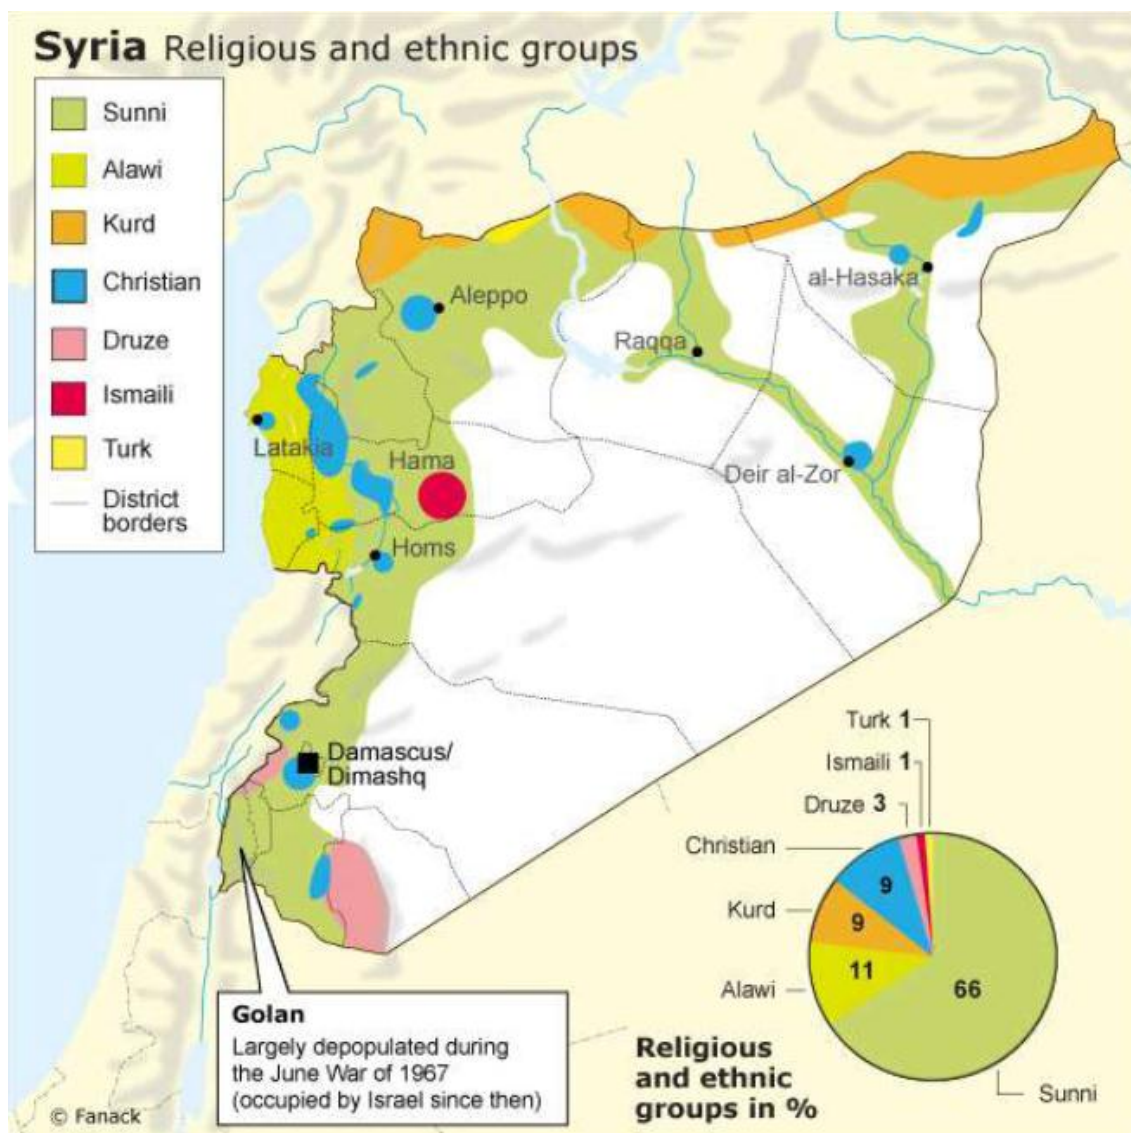 Syria Religious and ethnic groups
Sunni
Alawi
Kurd
Christian
Druze
Ismaili
Turk
District
borders
Aleppo
al-Hasaka
Raqqa
Latakia
Hama
Deir al-Zor
Homs
Damascus/
Dimashq
Golan
Largely depopulated during
the June War of 1967
(occupied by Israel since then)
Turk 1
Ismaili 1
Druze 3
Christian
9
Kurd
9
Alawi
11
66
Sunni
Religious
and ethnic
groups in %
© Fanack